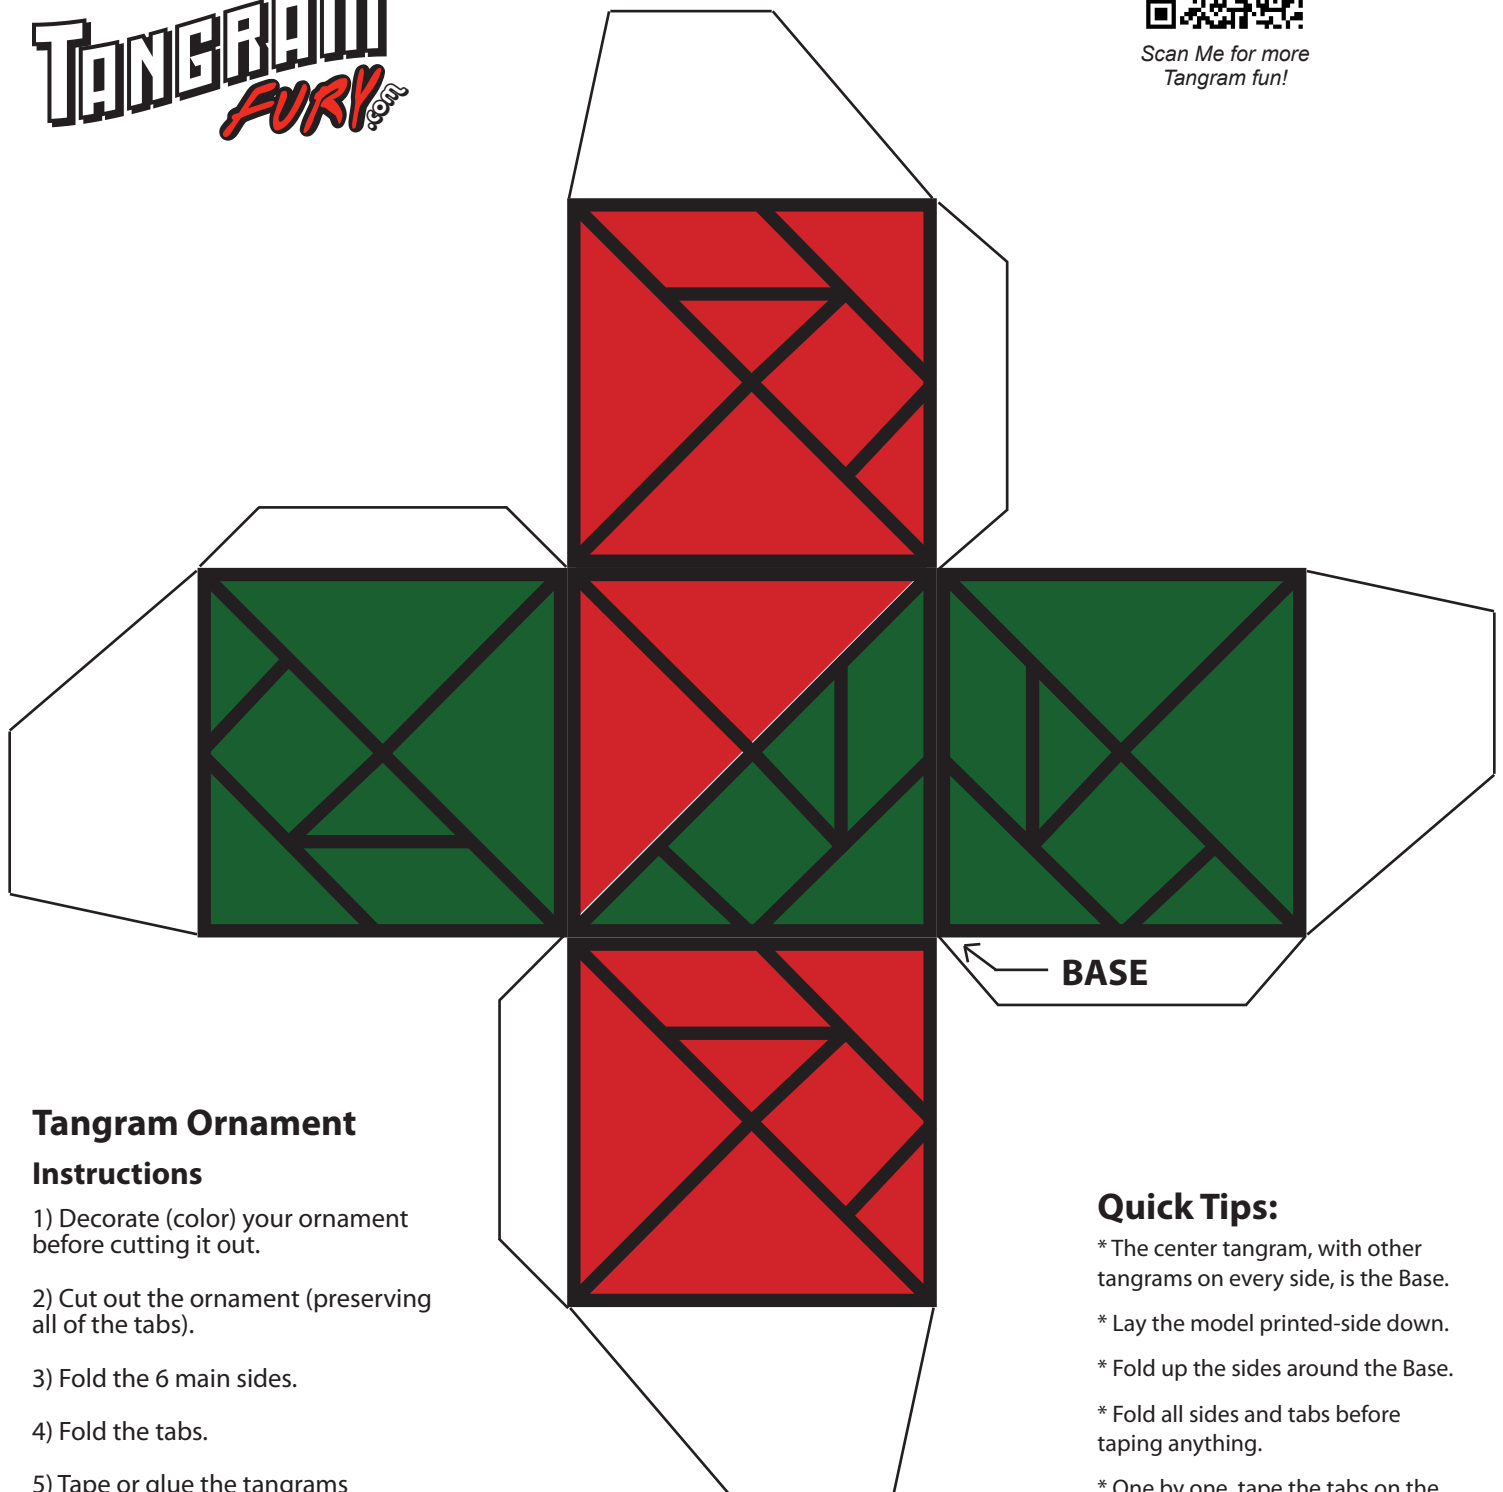 TANGRAM
FURY.com
Scan Me for more
Tangram fun!
BASE
Tangram Ornament
Instructions
1) Decorate (color) your ornament
before cutting it out.
2) Cut out the ornament (preserving
all of the tabs).
3) Fold the 6 main sides.
4) Fold the tabs.
5) Tape or glue the tangrams
Quick Tips:
* The center tangram, with other
tangrams on every side, is the Base.
* Lay the model printed-side down.
* Fold up the sides around the Base.
* Fold all sides and tabs before
taping anything.
* One by one, tape the tabs on the